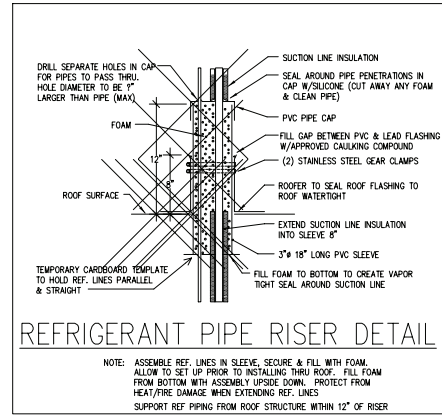 DRILL SEPARATE HOLES IN CAP
FOR PIPES TO PASS THRU.
HOLE DIAMETER TO BE ?"
LARGER THAN PIPE (MAX)
FOAM
12"
8"
ROOF SURFACE
TEMPORARY CARDBOARD TEMPLATE
TO HOLD REF. LINES PARALLEL
& STRAIGHT
SUCTION LINE INSULATION
SEAL AROUND PIPE PENETRATIONS IN
CAP W/SILICONE (CUT AWAY ANY FOAM
& CLEAN PIPE)
PVC PIPE CAP
FILL GAP BETWEEN PVC & LEAD FLASHING
W/APPROVED CAULKING COMPOUND
(2) STAINLESS STEEL GEAR CLAMPS
ROOFER TO SEAL ROOF FLASHING TO
ROOF WATERTIGHT
EXTEND SUCTION LINE INSULATION
INTO SLEEVE 8"
3"ø 18" LONG PVC SLEEVE
FILL FOAM TO BOTTOM TO CREATE VAPOR
TIGHT SEAL AROUND SUCTION LINE
REFRIGERANT PIPE RISER DETAIL
NOTE: ASSEMBLE REF. LINES IN SLEEVE, SECURE & FILL WITH FOAM.
ALLOW TO SET UP PRIOR TO INSTALLING THRU ROOF. FILL FOAM
FROM BOTTOM WITH ASSEMBLY UPSIDE DOWN. PROTECT FROM
HEAT/FIRE DAMAGE WHEN EXTENDING REF. LINES
SUPPORT REF PIPING FROM ROOF STRUCTURE WITHIN 12" OF RISER